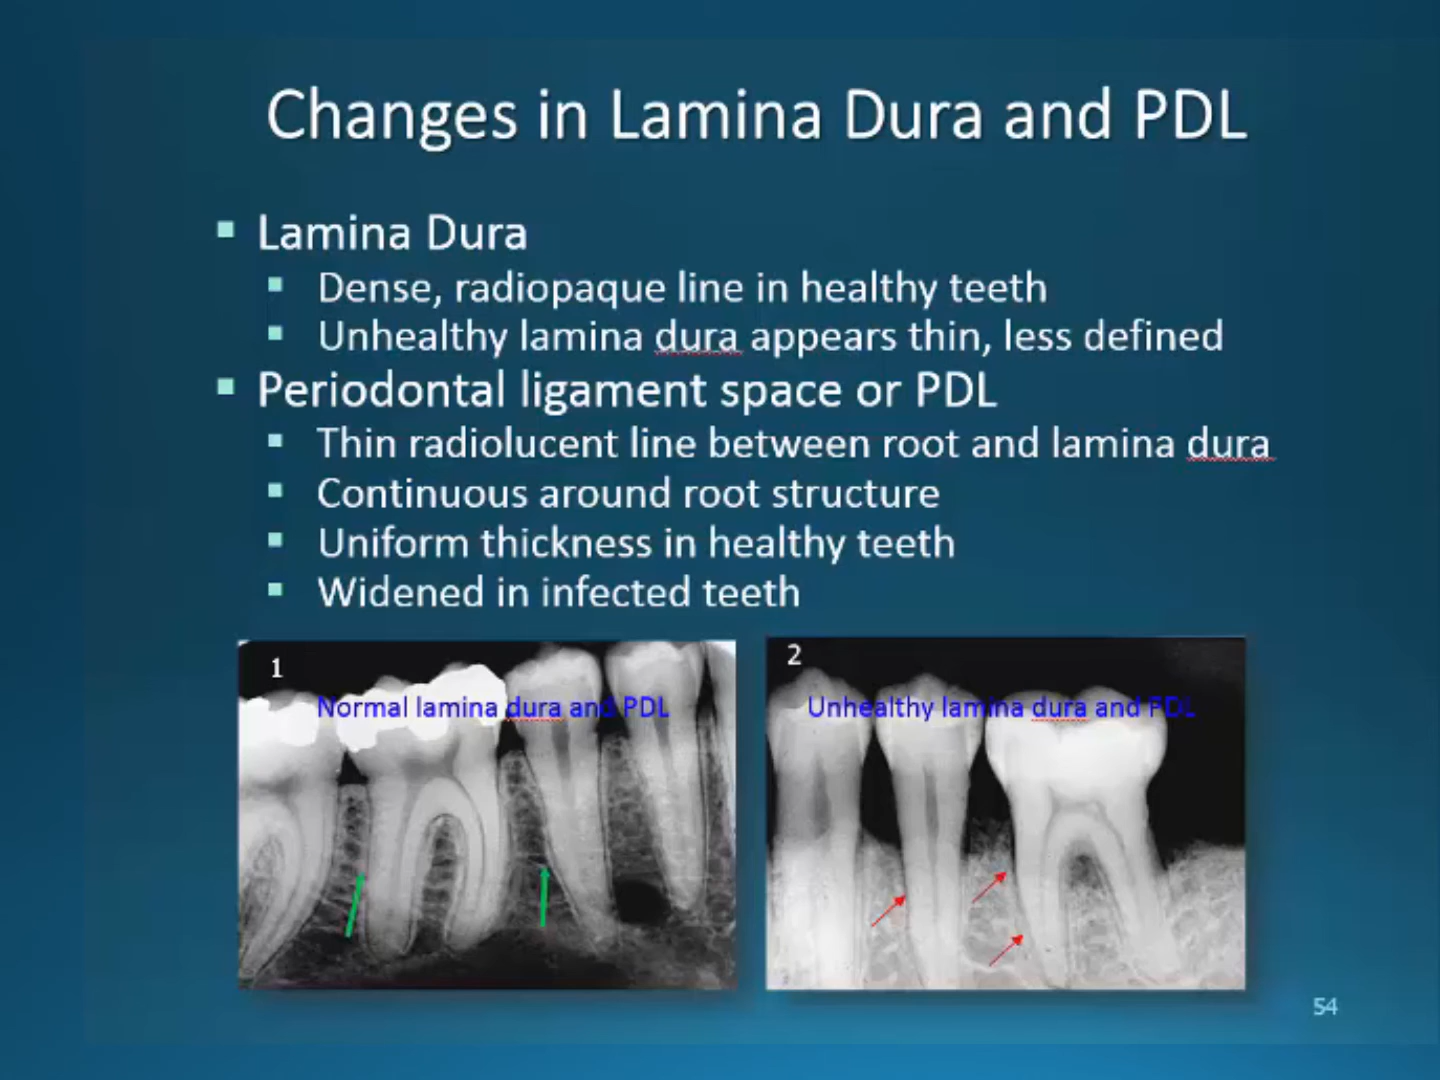 Changes in Lamina Dura and PDL
Lamina Dura
Dense, radiopaque line in healthy teeth
Unhealthy lamina dura appears thin, less defined
Periodontal ligament space or PDL
Thin radiolucent line between root and lamina dura
Continuous around root structure
Uniform thickness in healthy teeth
Widened in infected teeth
1
Normal lamina dura and PDL
2
Unhealthy lamina dura and PDL
54